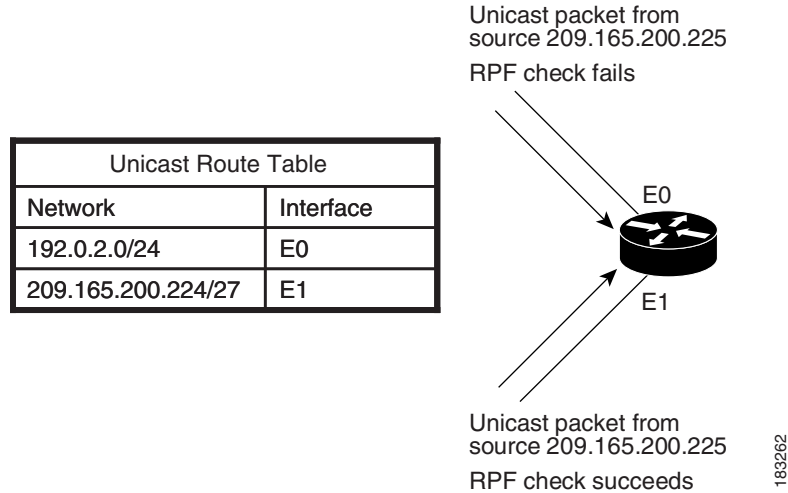 Unicast packet from
source 209.165.200.225
RPF check fails
Unicast Route Table
Network Interface
192.0.2.0/24 E0
209.165.200.224/27 E1
E0
E1
Unicast packet from
source 209.165.200.225
RPF check succeeds
183262